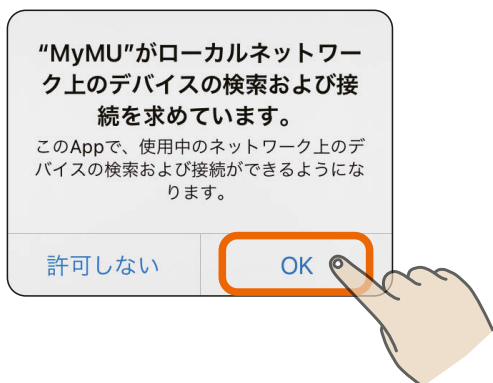 “MyMU”がローカルネットワー
ク上のデバイスの検索および接
続を求めています。
このAppで、使用中のネットワーク上のデ
バイスの検索および接続ができるようにな
ります。
許可しない
OK